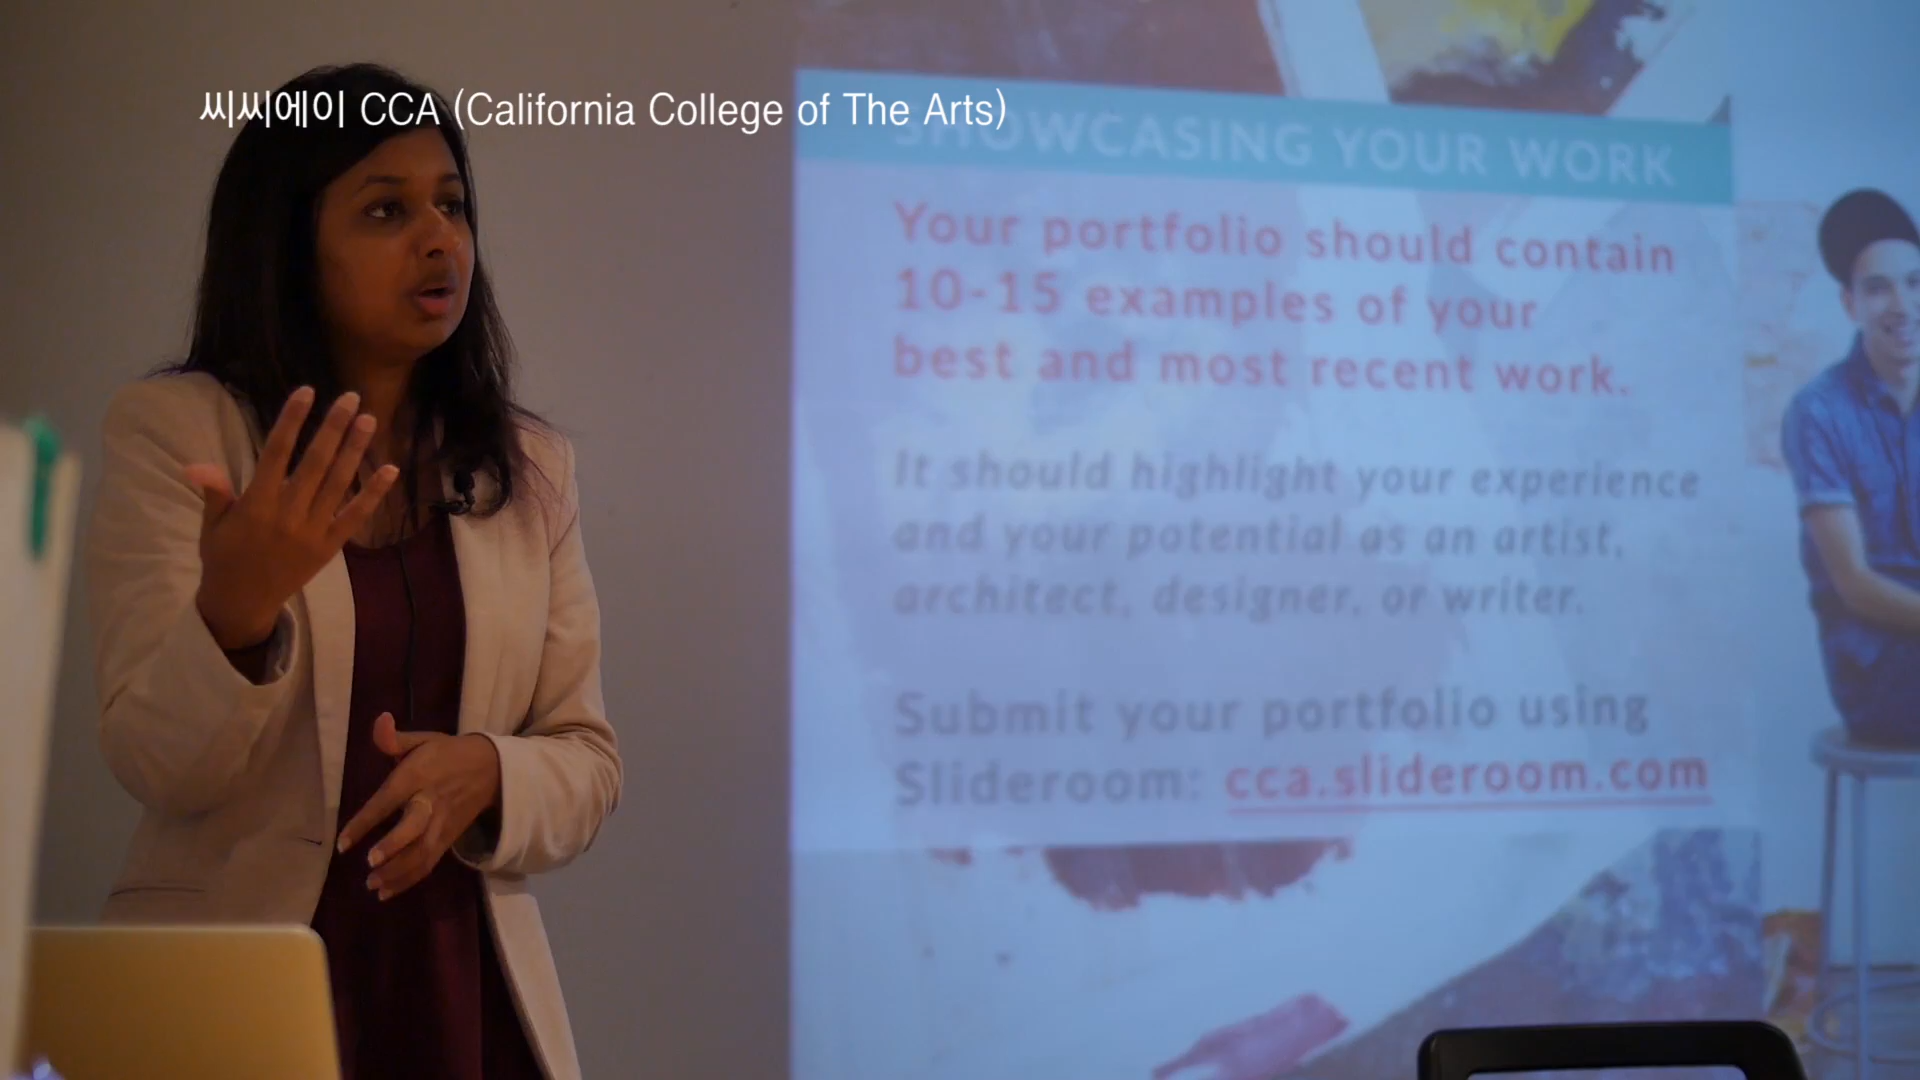 씨씨에이 CCA (California College of The Arts)
SHOWCASING YOUR WORK
Your portfolio should contain
10-15 examples of your
best and most recent work.
It should highlight your experience
and your potential as an artist,
architect, designer, or writer.
Submit your portfolio using
Slideroom: cca.slideroom.com